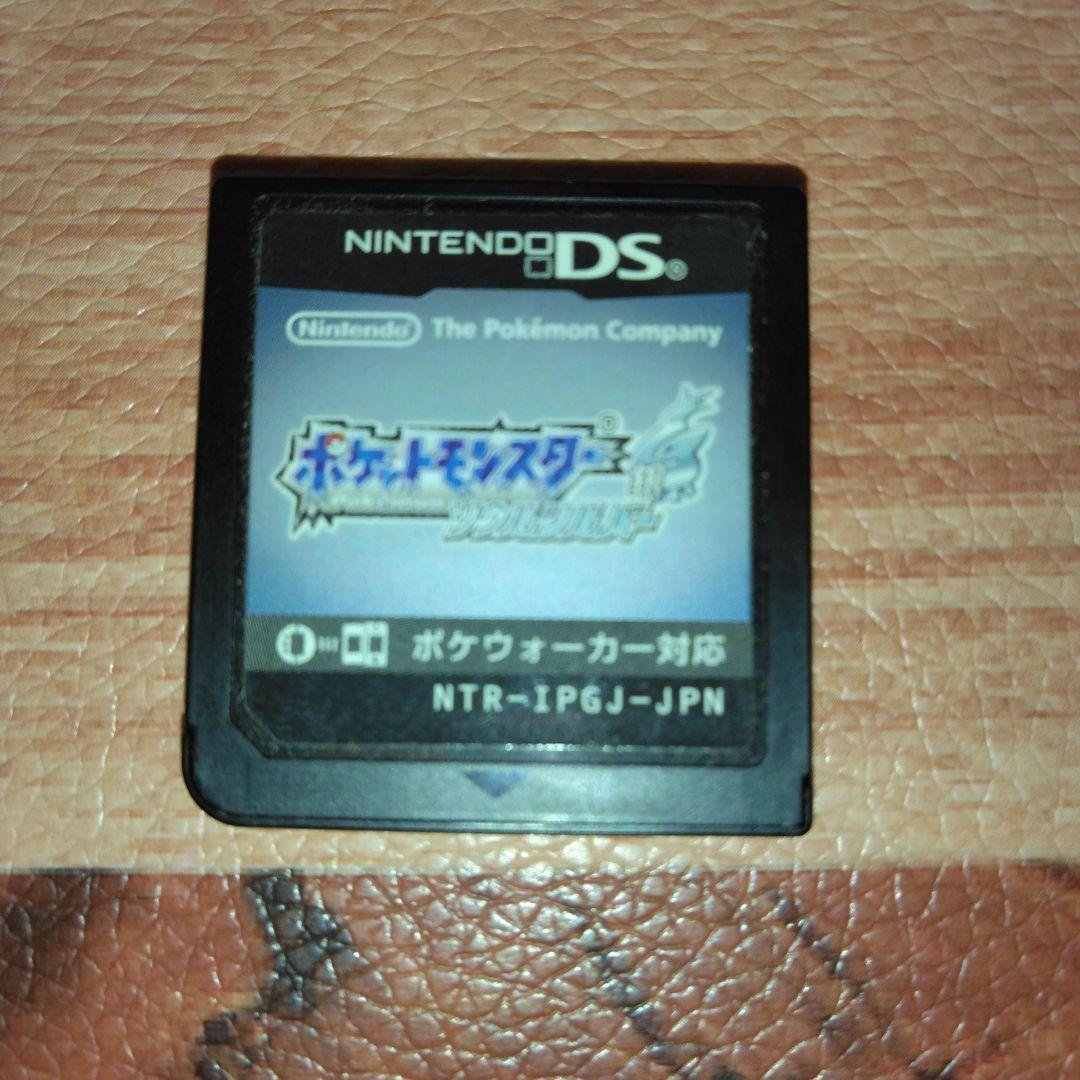 NINTENDO DS
Nintendo The Pokémon Company
ポケットモンスター
ソウルシルバー
ポケウォーカー対応
NTR-IPGJ-JPN